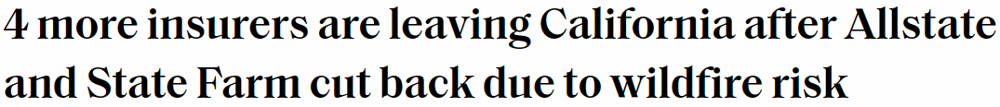 4 more insurers are leaving California after Allstate
and State Farm cut back due to wildfire risk